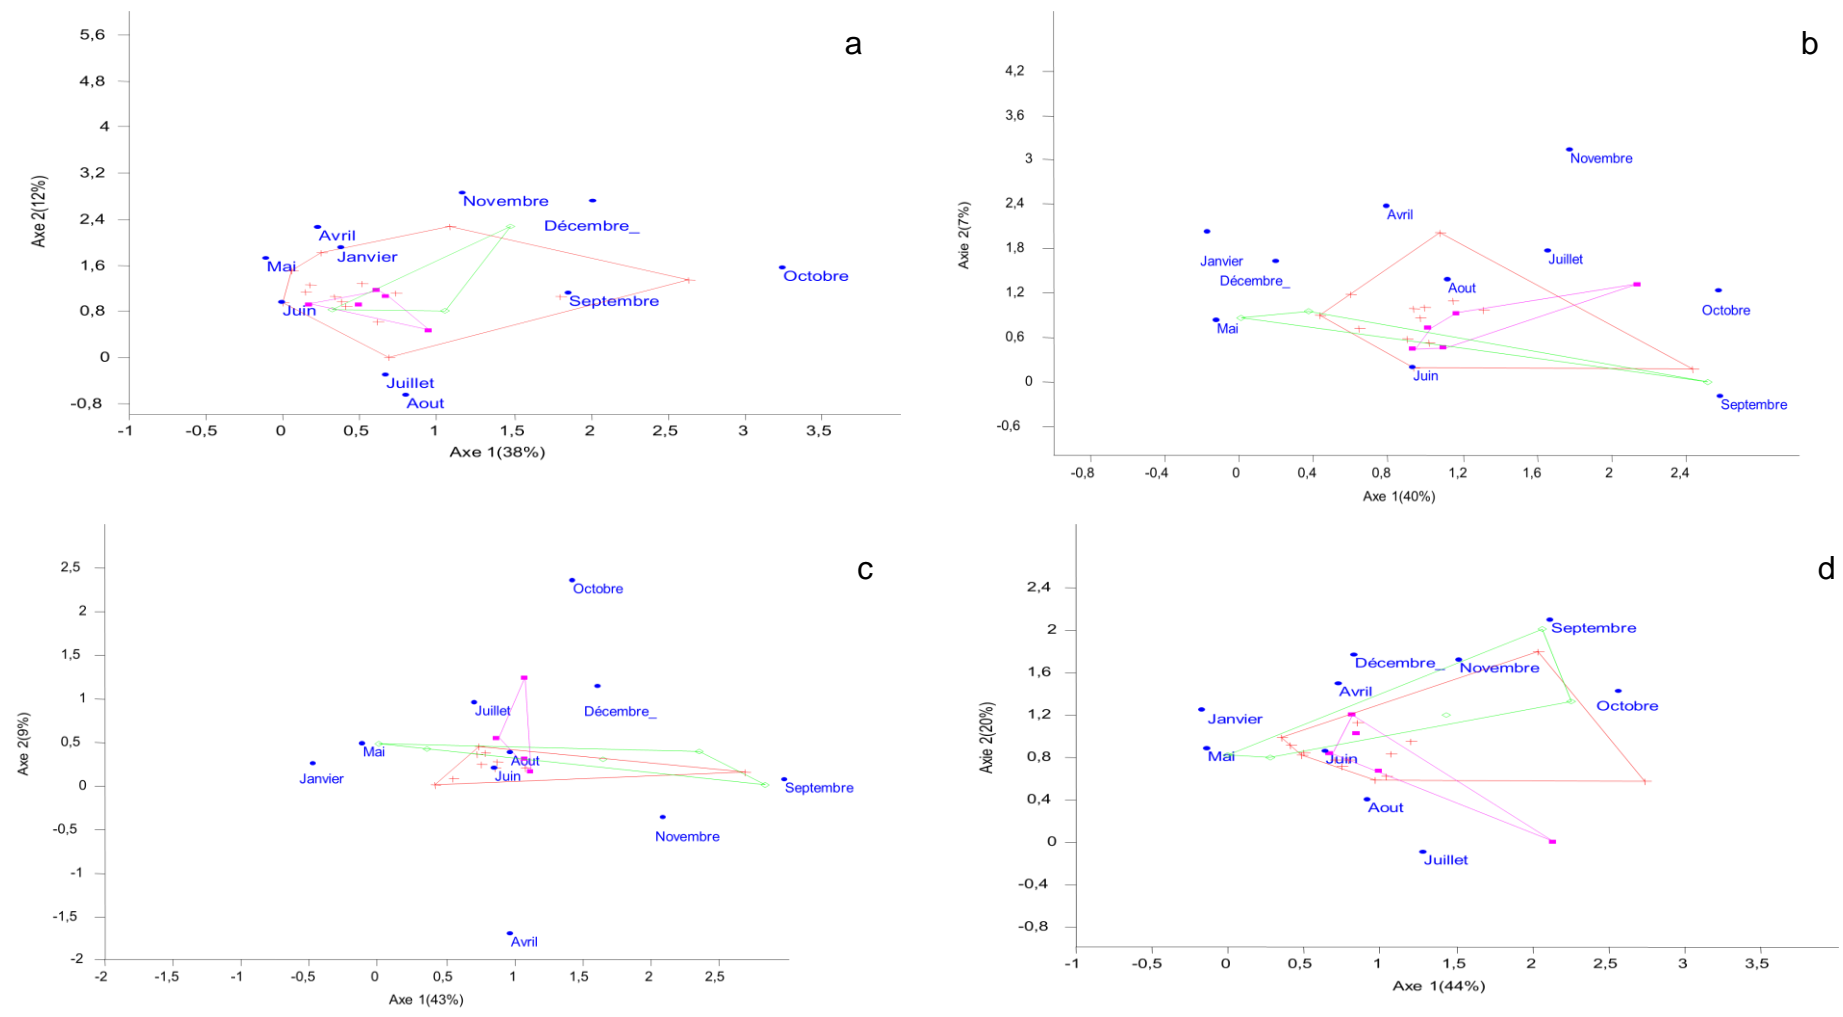 a
5,6
4,8
4
3,2
2,4
1,6
0,8
0
-0,8
Axe 2(12%)
Novembre
Décembre_
Avril
Janvier
Mai
Octobre
Septembre
Juin
Juillet
Aout
-1 -0,5 0 0,5 1 1,5 2 2,5 3 3,5
Axe 1(38%)
b
4,2
3,6
3
2,4
1,8
1,2
0,6
0
-0,6
Axie 2(7%)
Novembre
Avril
Janvier
Juillet
Décembre_
Aout
Octobre
Mai
Juin
Septembre
-0,8 -0,4 0 0,4 0,8 1,2 1,6 2 2,4
Axe 1(40%)
c
2,5
2
1,5
1
0,5
0
-0,5
-1
-1,5
-2
Axe 2(9%)
Octobre
Juillet
Décembre_
Mai
Aout
Janvier
Juin
Septembre
Novembre
Avril
-2 -1,5 -1 -0,5 0 0,5 1 1,5 2 2,5
Axe 1(43%)
d
2,4
2
1,6
1,2
0,8
0,4
0
-0,4
-0,8
Axie 2(20%)
Septembre
Décembre_
Novembre
Avril
Octobre
Janvier
Mai
Juin
Aout
Juillet
-1 -0,5 0 0,5 1 1,5 2 2,5 3 3,5
Axe 1(44%)